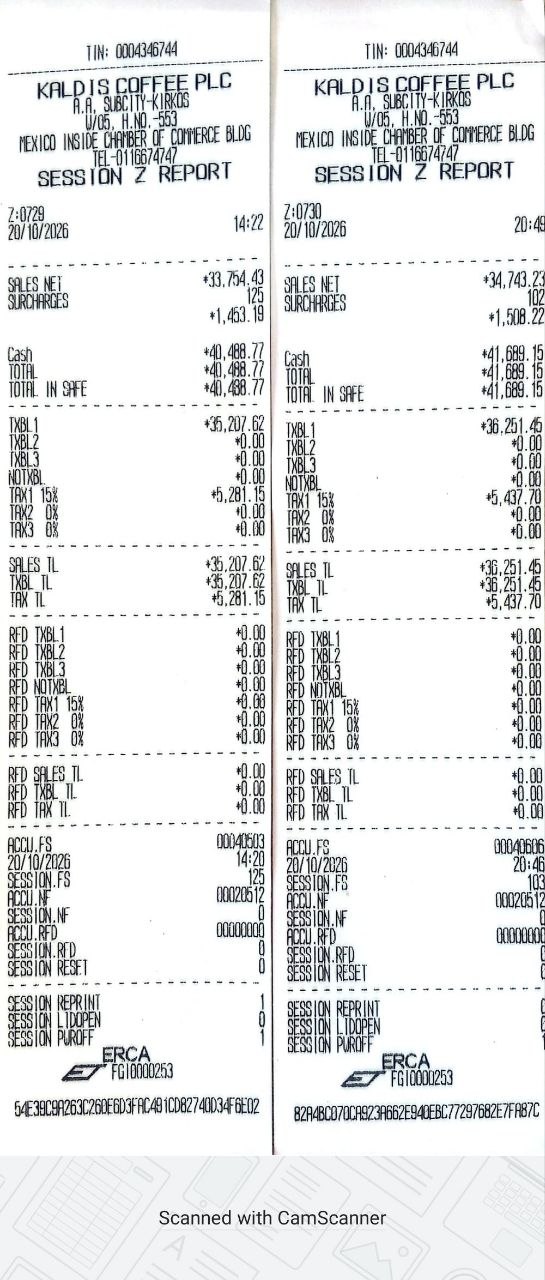 TIN: 0004346744
KALDIS COFFEE PLC
A.A, SUBCITY-KIRKOS
W/05, H.NO.-553
MEXICO INSIDE CHAMBER OF COMMERCE BLDG
TEL-0116674747
SESSION Z REPORT
Z:0729
20/10/2026 14:22
SALES NET *33,754.43
SURCHARGES 125
*1,453.19
Cash *40,488.77
TOTAL *40,488.77
TOTAL IN SAFE *40,488.77
TXBL1 *35,207.62
TXBL2 *0.00
TXBL3 *0.00
NOTXBL *0.00
TAX1 15% *5,281.15
TAX2 0% *0.00
TAX3 0% *0.00
SALES TL *35,207.62
TXBL TL *35,207.62
TAX TL *5,281.15
RFD TXBL1 *0.00
RFD TXBL2 *0.00
RFD TXBL3 *0.00
RFD NOTXBL *0.00
RFD TAX1 15% *0.00
RFD TAX2 0% *0.00
RFD TAX3 0% *0.00
RFD SALES TL *0.00
RFD TXBL TL *0.00
RFD TAX TL *0.00
ACCU.FS 00040503
20/10/2026 14:20
SESSION.FS 125
ACCU.NF 00020512
SESSION.NF 0
ACCU.RFD 00000000
SESSION.RFD 0
SESSION RESET 0
SESSION REPRINT 1
SESSION LIDOPEN 0
SESSION PWROFF 1
ERCA
ET FGI0000253
54E39C9A263C260E6D3FAC491CD82740D34F6E02
TIN: 0004346744
KALDIS COFFEE PLC
A.A, SUBCITY-KIRKOS
W/05, H.NO.-553
MEXICO INSIDE CHAMBER OF COMMERCE BLDG
TEL-0116674747
SESSION Z REPORT
Z:0730
20/10/2026 20:49
SALES NET *34,743.23
SURCHARGES 102
*1,508.22
Cash *41,689.15
TOTAL *41,689.15
TOTAL IN SAFE *41,689.15
TXBL1 *36,251.45
TXBL2 *0.00
TXBL3 *0.00
NOTXBL *0.00
TAX1 15% *5,437.70
TAX2 0% *0.00
TAX3 0% *0.00
SALES TL *36,251.45
TXBL TL *36,251.45
TAX TL *5,437.70
RFD TXBL1 *0.00
RFD TXBL2 *0.00
RFD TXBL3 *0.00
RFD NOTXBL *0.00
RFD TAX1 15% *0.00
RFD TAX2 0% *0.00
RFD TAX3 0% *0.00
RFD SALES TL *0.00
RFD TXBL TL *0.00
RFD TAX TL *0.00
ACCU.FS 00040606
20/10/2026 20:46
SESSION.FS 103
ACCU.NF 00020512
SESSION.NF 0
ACCU.RFD 00000000
SESSION.RFD 0
SESSION RESET 0
SESSION REPRINT 0
SESSION LIDOPEN 0
SESSION PWROFF 1
ERCA
ET FGI0000253
82A4BC070CA923A662E940EBC77297682E7FA87C
Scanned with CamScanner